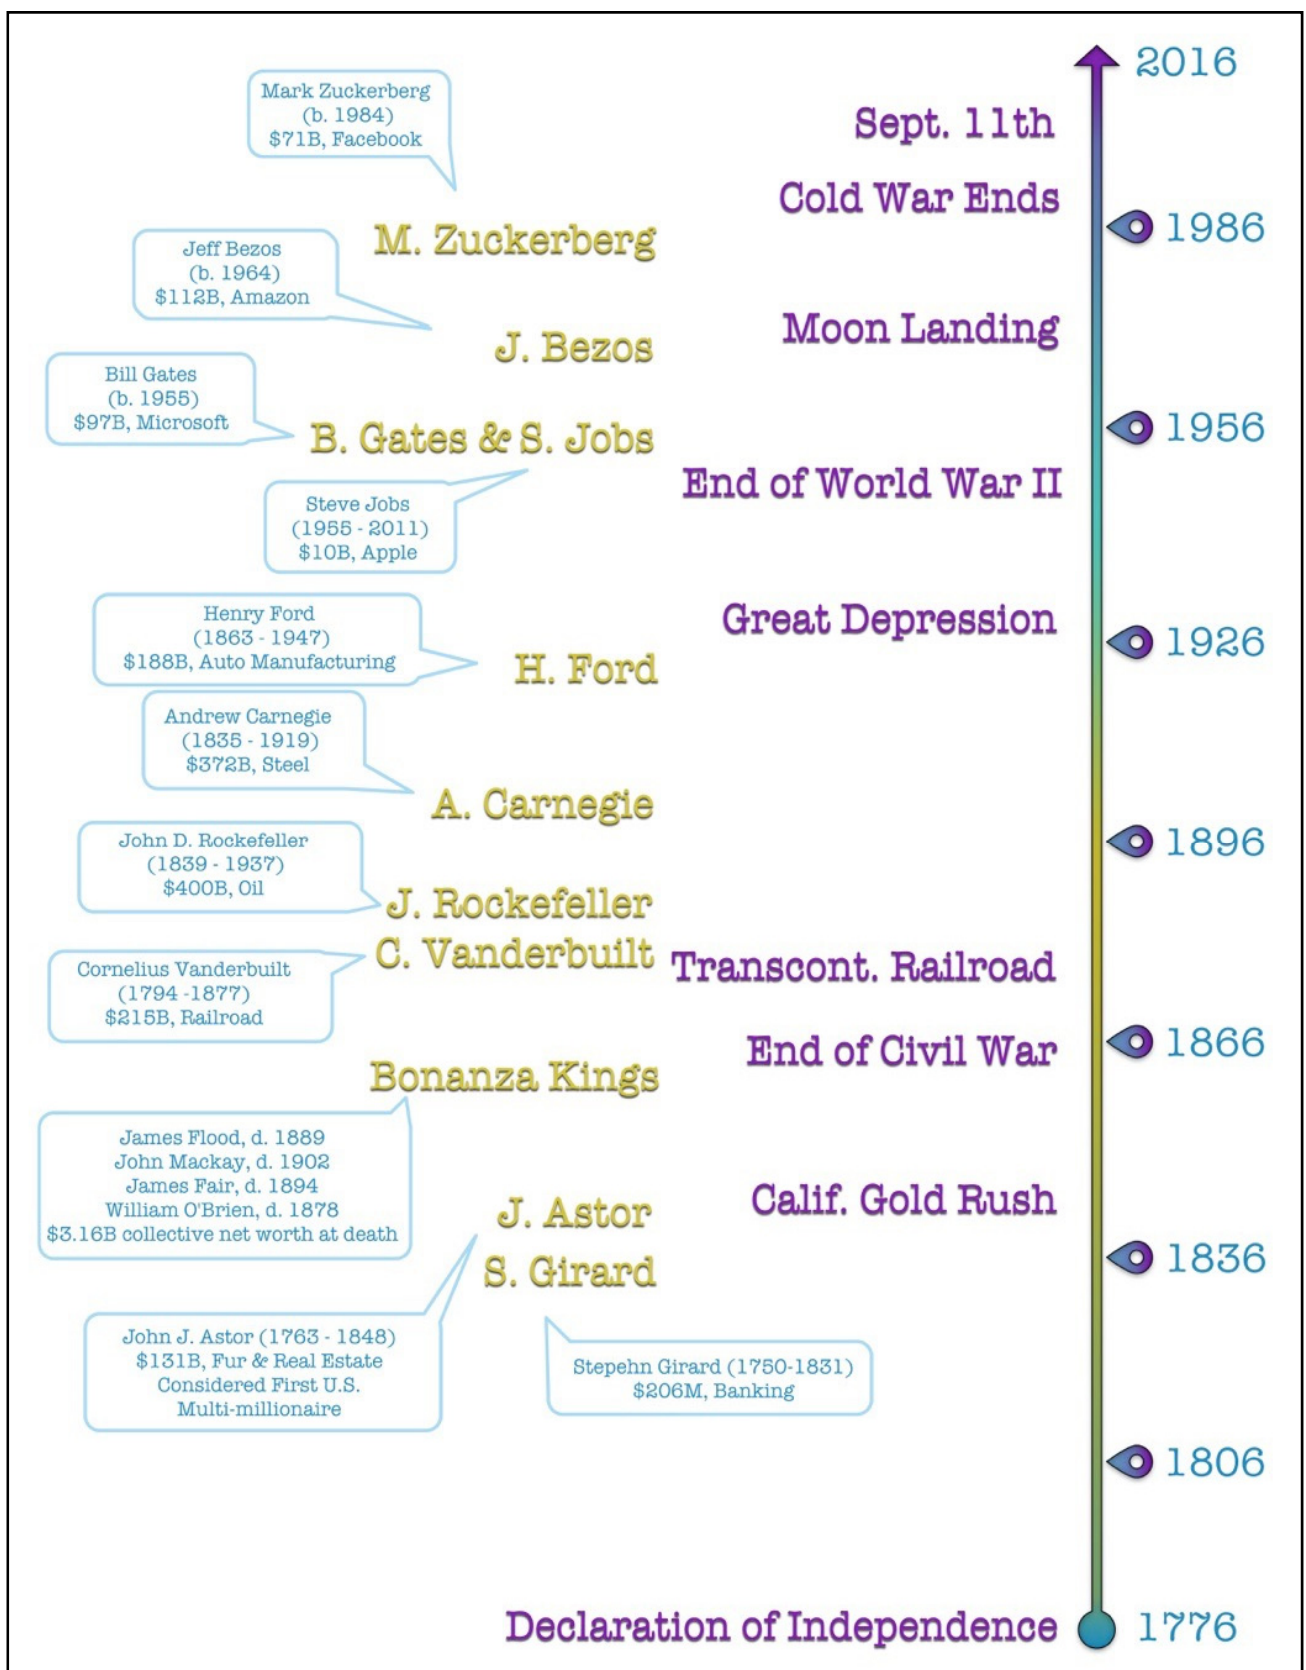 2016
Mark Zuckerberg
(b. 1984)
$71B, Facebook
Sept. 11th
Cold War Ends
1986
M. Zuckerberg
Jeff Bezos
(b. 1964)
$112B, Amazon
Moon Landing
J. Bezos
Bill Gates
(b. 1955)
$97B, Microsoft
1956
B. Gates & S. Jobs
End of World War II
Steve Jobs
(1955 - 2011)
$10B, Apple
Henry Ford
(1863 - 1947)
$188B, Auto Manufacturing
Great Depression
1926
H. Ford
Andrew Carnegie
(1835 - 1919)
$372B, Steel
A. Carnegie
1896
John D. Rockefeller
(1839 - 1937)
$400B, Oil
J. Rockefeller
C. Vanderbuilt
Transcont. Railroad
Cornelius Vanderbuilt
(1794 -1877)
$215B, Railroad
End of Civil War
1866
Bonanza Kings
James Flood, d. 1889
John Mackay, d. 1902
James Fair, d. 1894
William O'Brien, d. 1878
$3.16B collective net worth at death
Calif. Gold Rush
J. Astor
1836
S. Girard
John J. Astor (1763 - 1848)
$131B, Fur & Real Estate
Considered First U.S.
Multi-millionaire
Stepehn Girard (1750-1831)
$206M, Banking
1806
Declaration of Independence
1776